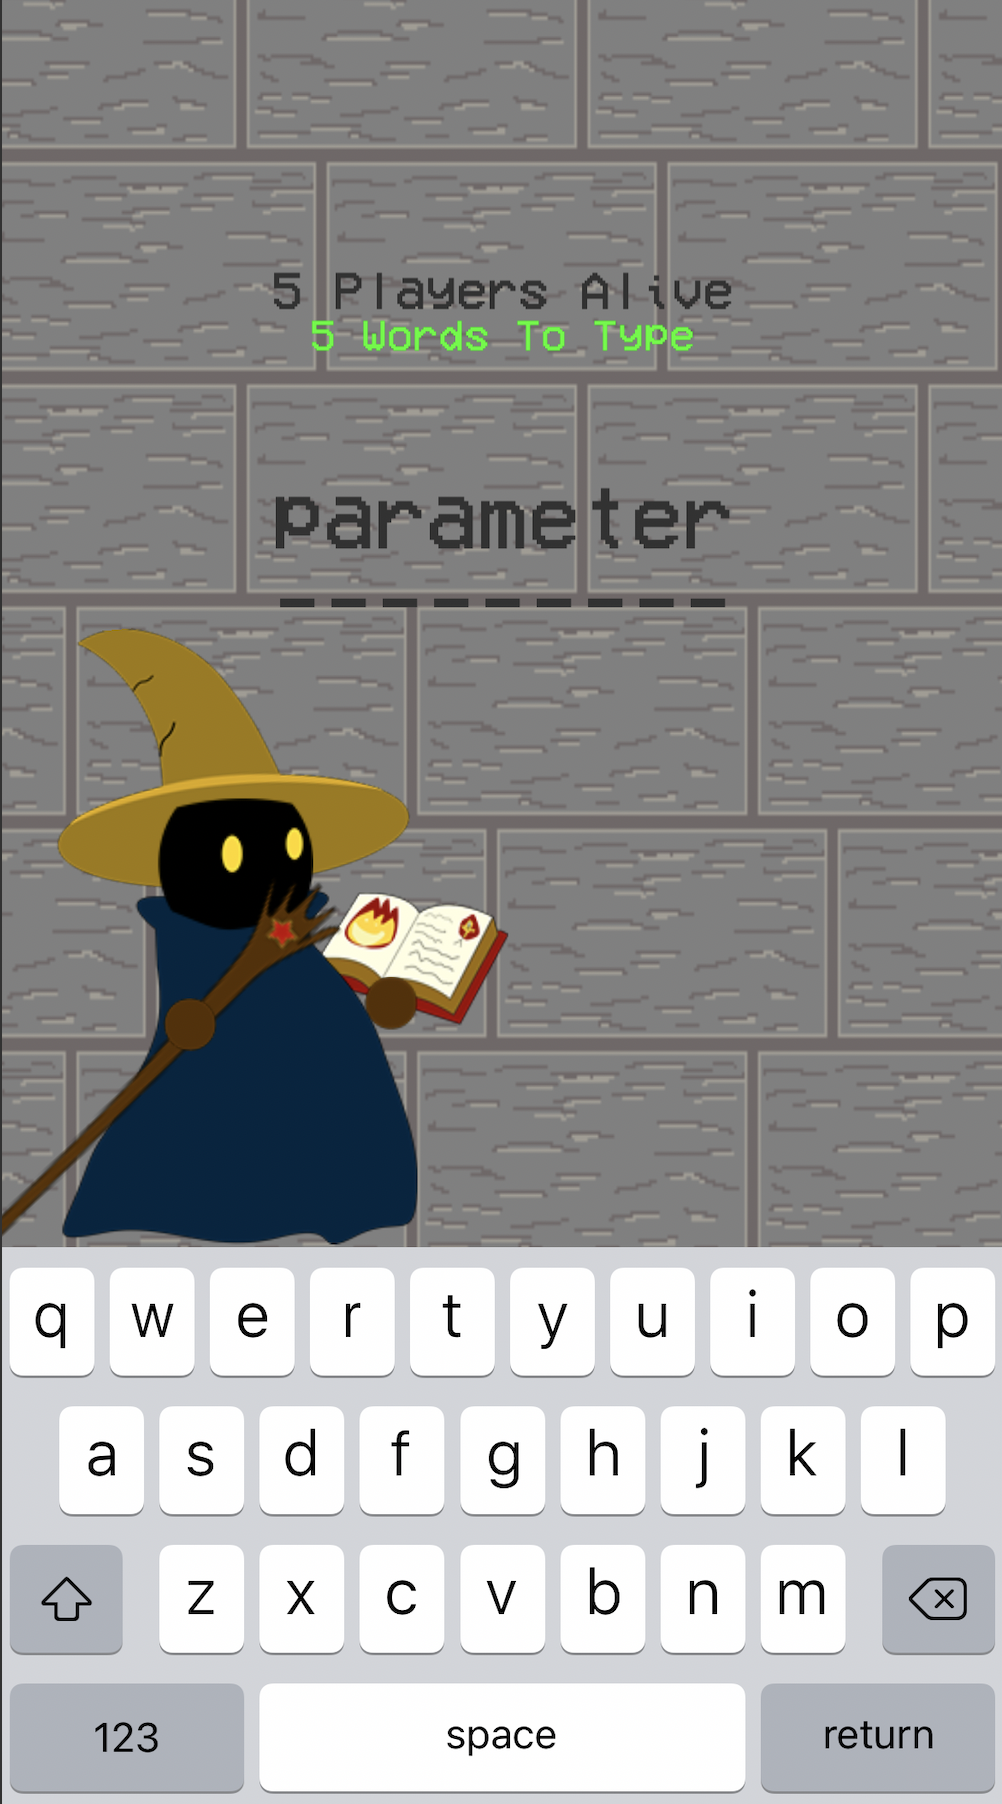 5 Players Alive
5 Words To Type
parameter
q w e r t y u i o p
a s d f g h j k l
z x c v b n m
123 space return